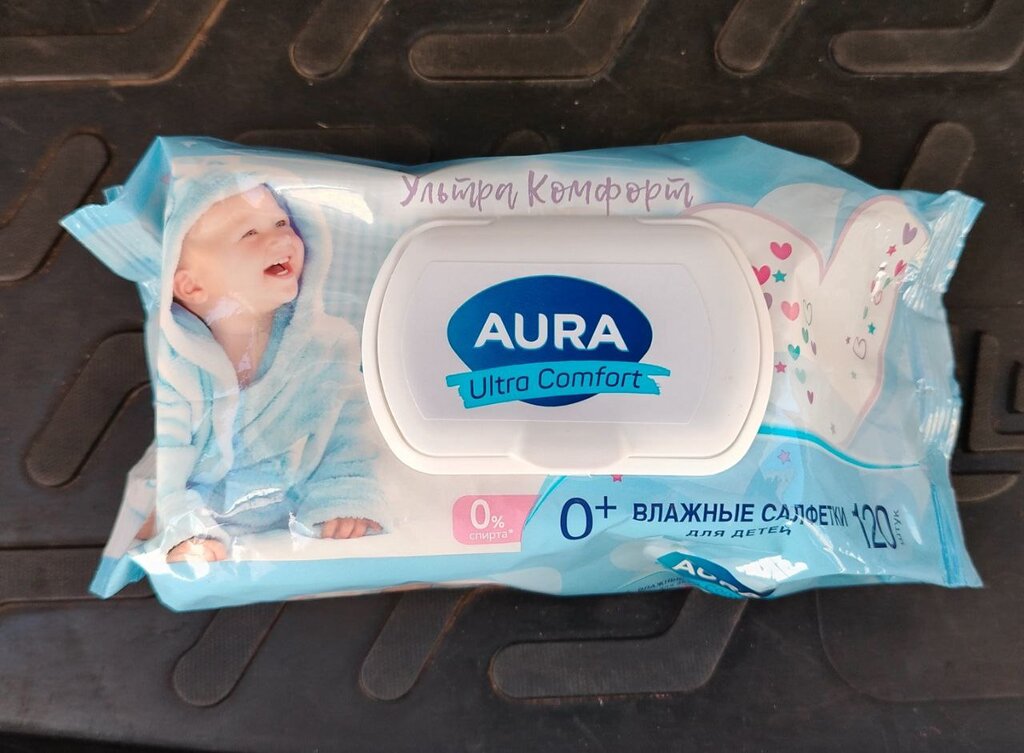 Ультра Комфорт
AURA
Ultra Comfort
0%
спирта*
0+
ВЛАЖНЫЕ САЛФЕТКИ
ДЛЯ ДЕТЕЙ
120
штук
AURA